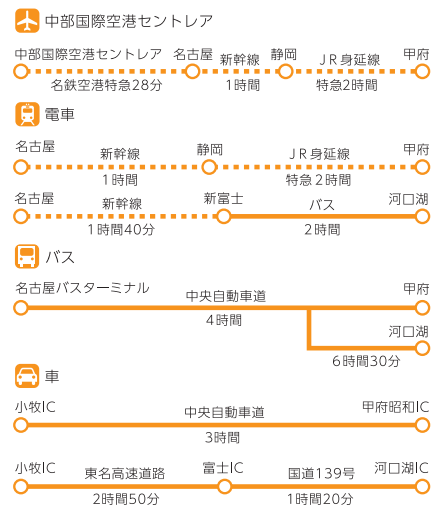 中部国際空港セントレア
中部国際空港セントレア 名古屋 新幹線 静岡 JR身延線 甲府
名鉄空港特急28分 1時間 特急2時間
電車
名古屋 新幹線 静岡 JR身延線 甲府
1時間 特急2時間
名古屋 新幹線 新富士 バス 河口湖
1時間40分 2時間
バス
名古屋バスターミナル 中央自動車道 甲府
4時間
河口湖
6時間30分
車
小牧IC 中央自動車道 甲府昭和IC
3時間
小牧IC 東名高速道路 富士IC 国道139号 河口湖IC
2時間50分 1時間20分